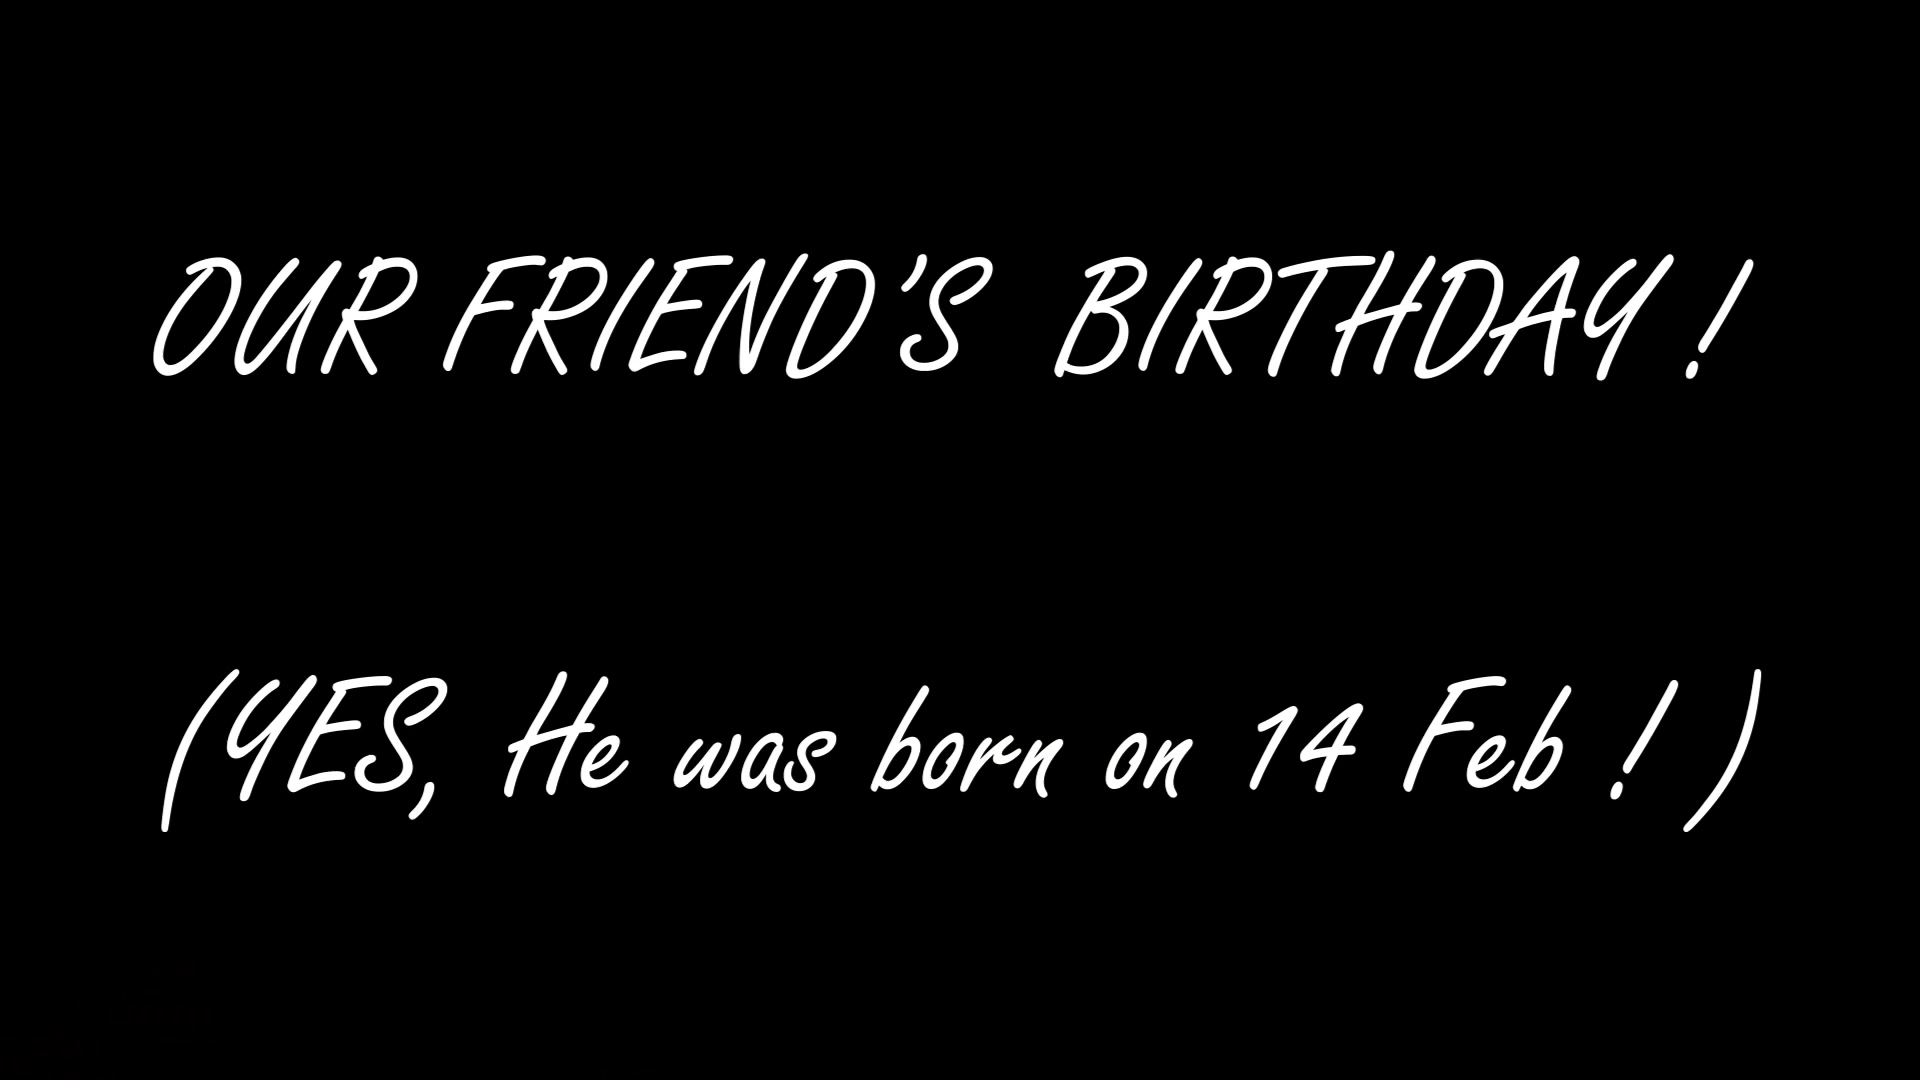 OUR FRIEND'S BIRTHDAY !
(YES, He was born on 14 Feb ! )